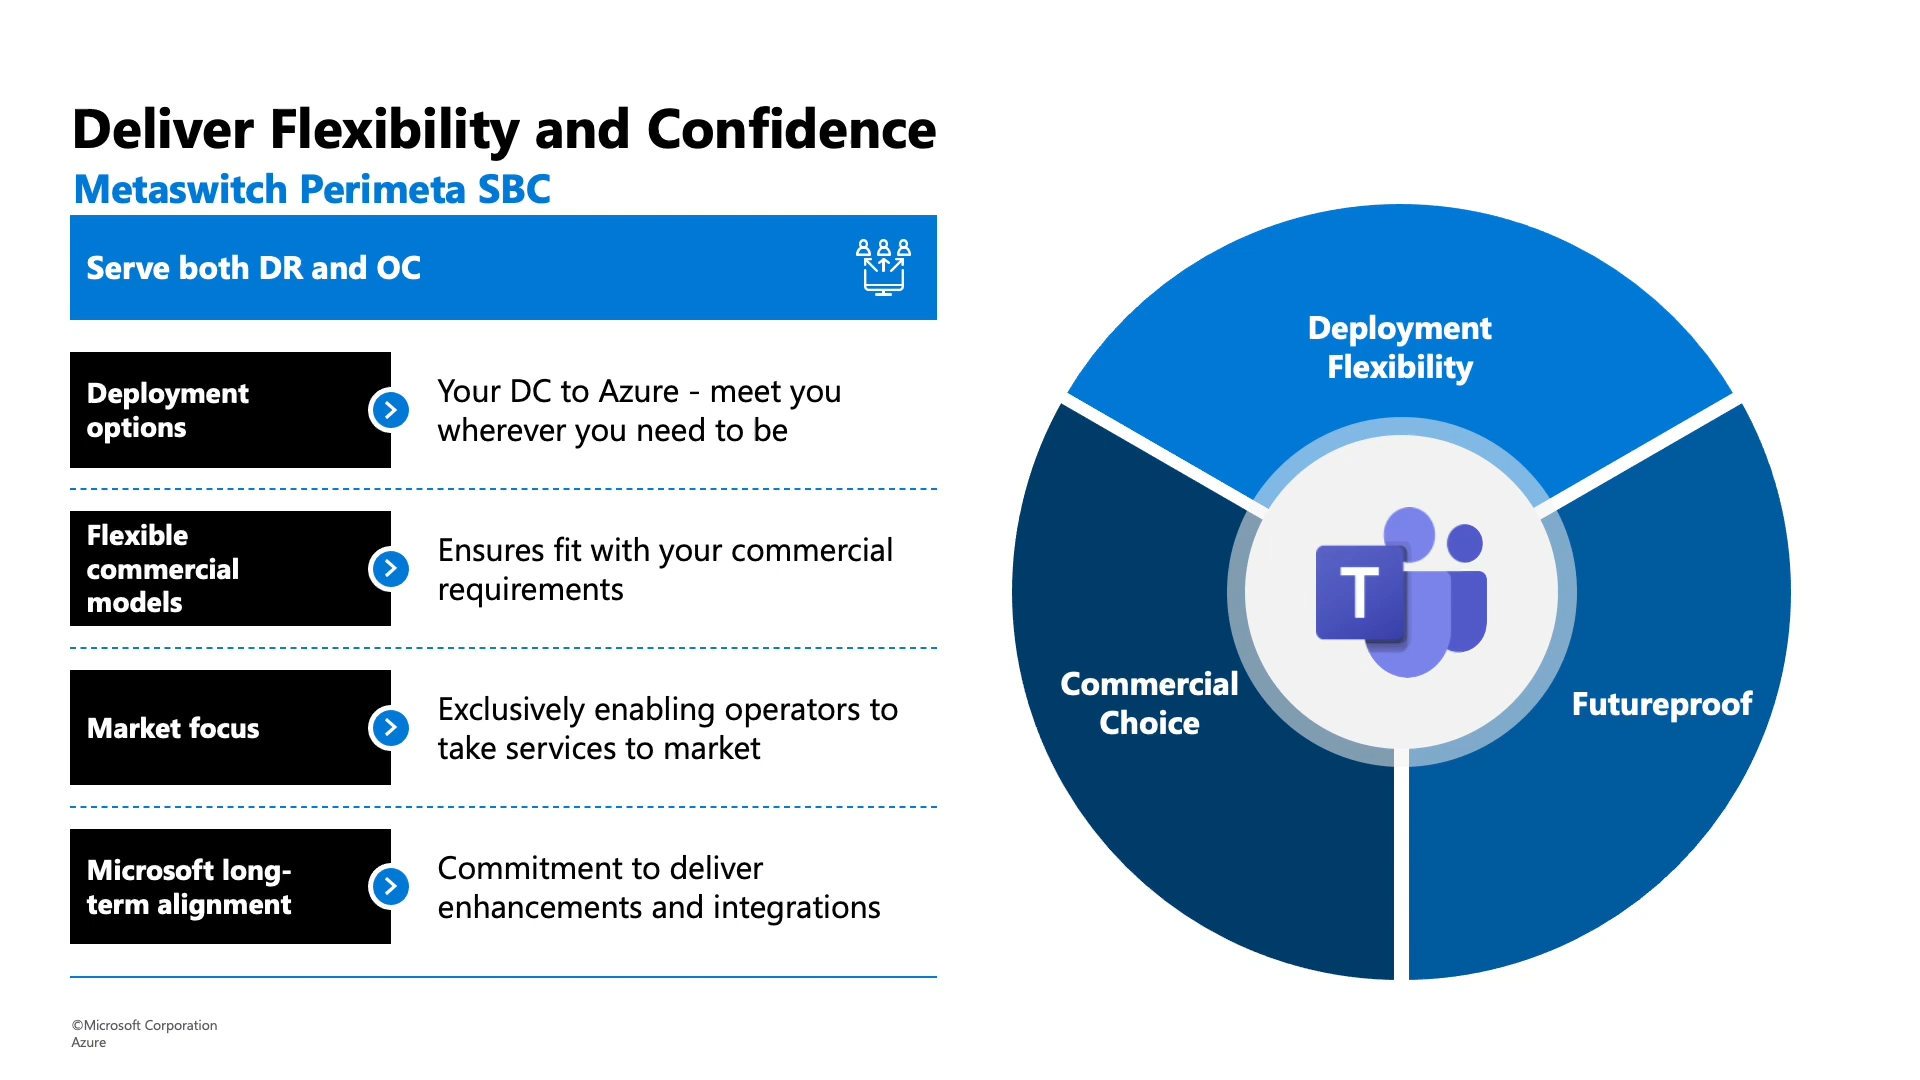 Deliver Flexibility and Confidence
Metaswitch Perimeta SBC
Serve both DR and OC
Deployment
options
Your DC to Azure - meet you
wherever you need to be
Flexible
commercial
models
Ensures fit with your commercial
requirements
Market focus
Exclusively enabling operators to
take services to market
Microsoft long-
term alignment
Commitment to deliver
enhancements and integrations
Deployment
Flexibility
Commercial
Choice
Futureproof
T
©Microsoft Corporation
Azure